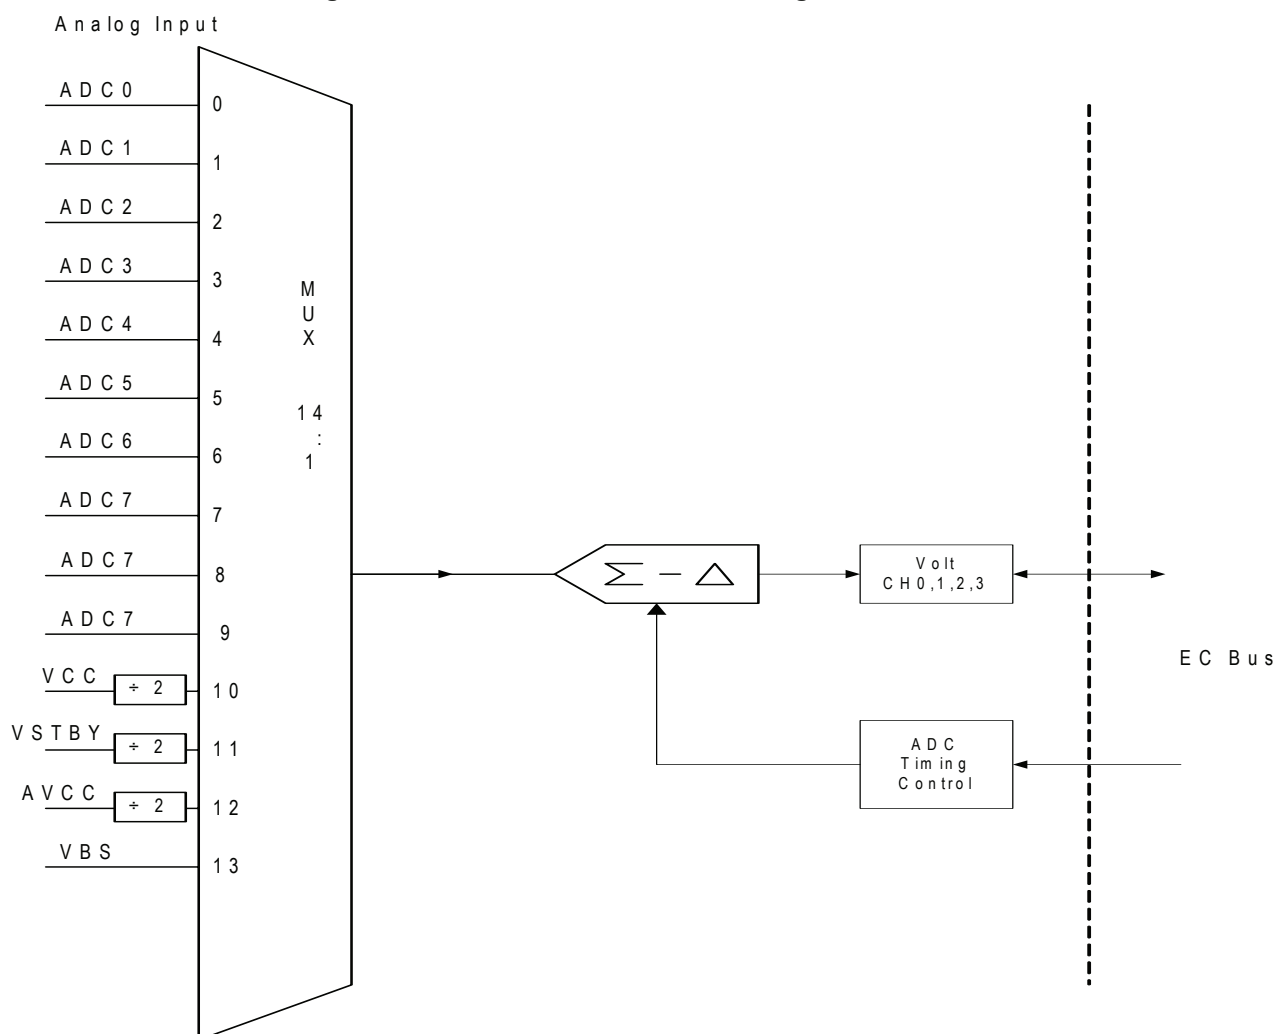 Analog Input
ADC0
0
ADC1
1
ADC2
2
ADC3
3
ADC4
4
ADC5
5
ADC6
6
ADC7
7
ADC7
8
ADC7
9
VCC
÷ 2
10
VSTBY
÷ 2
11
AVCC
÷ 2
12
VBS
13
M
U
X
14
:
1
Σ – Δ
Volt
CH0,1,2,3
ADC
Timing
Control
EC Bus